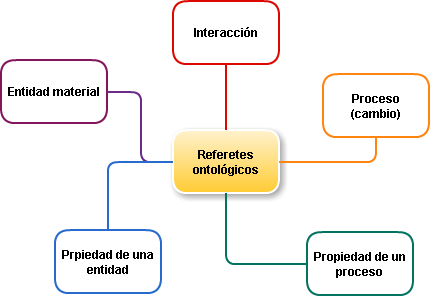 Interacción
Entidad material
Proceso
(cambio)
Referetes
ontológicos
Prpiedad de una
entidad
Propiedad de un
proceso